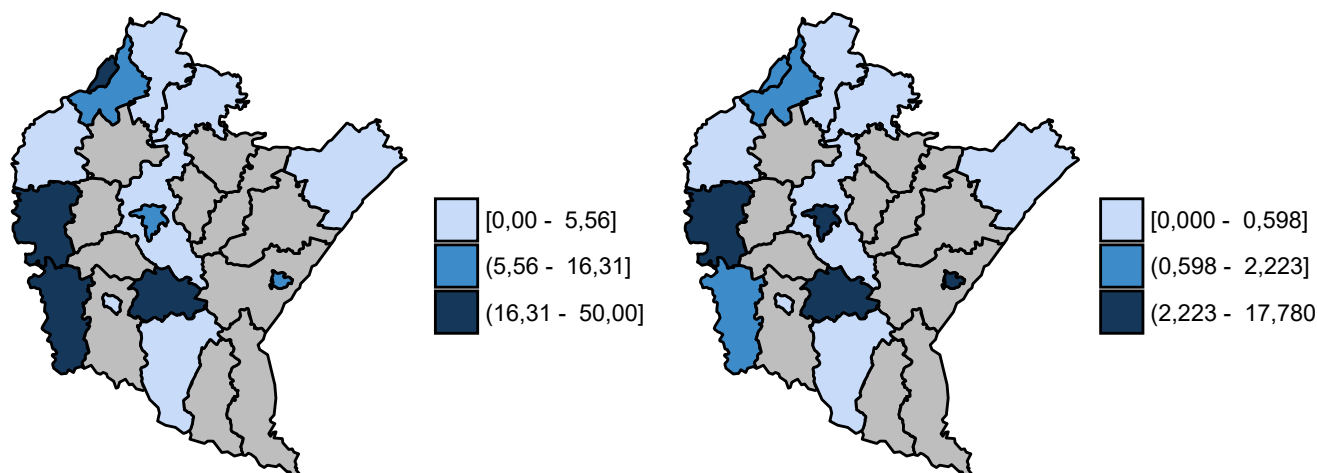 [0,00 - 5,56]
(5,56 - 16,31]
(16,31 - 50,00]
[0,000 - 0,598]
(0,598 - 2,223]
(2,223 - 17,780